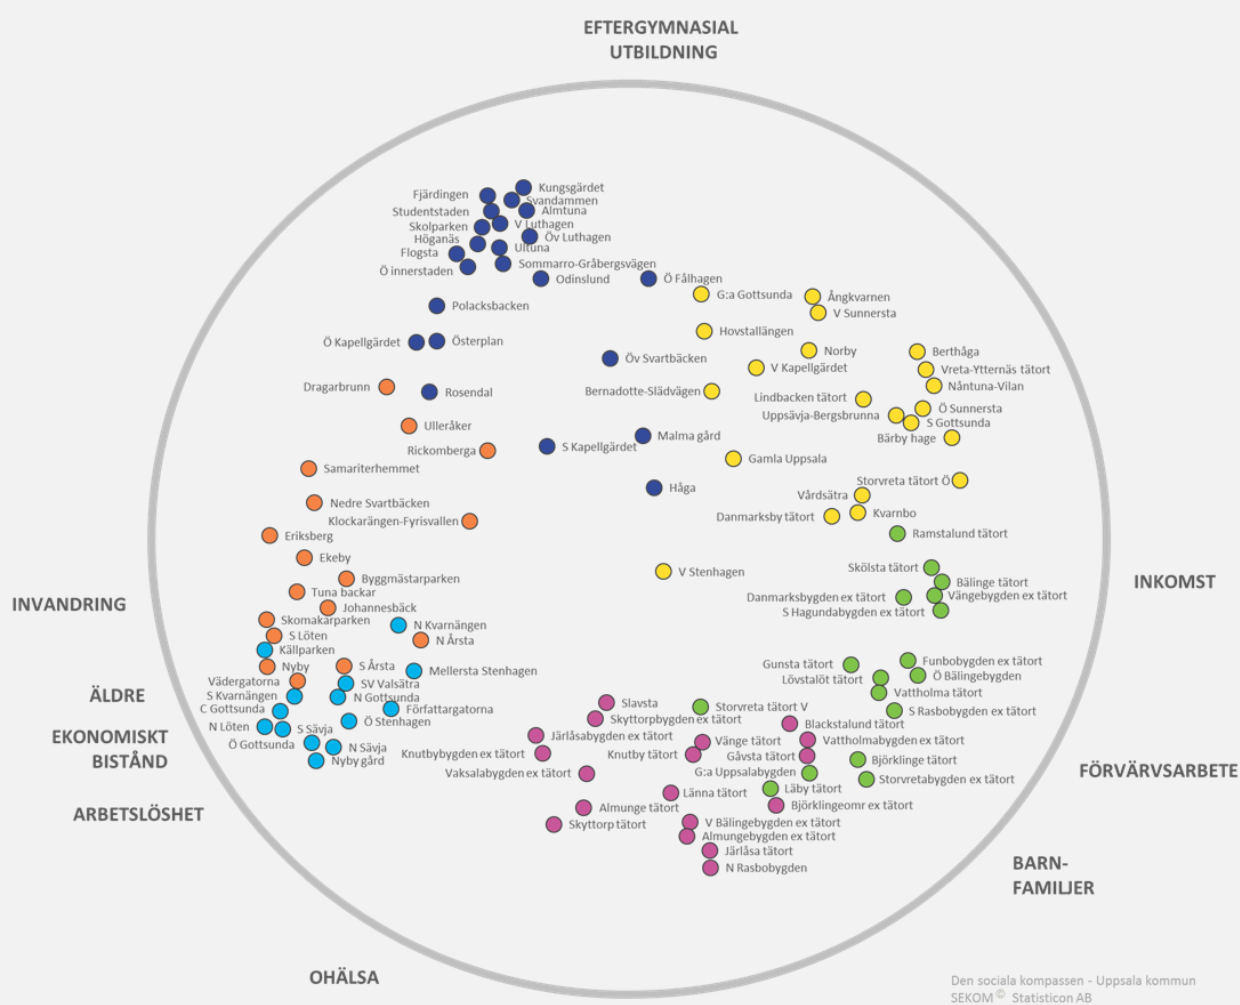 EFTERGYMNASIAL
UTBILDNING
Kungsgärdet
Fjärdingen
Svandammen
Studentstaden
Almtuna
Skolparken
V Luthagen
Höganäs
Öv Luthagen
Flogsta
Ultuna
Ö innerstaden
Sommarro-Gråbergsvägen
Odinslund
Ö Fålhagen
G:a Gottsunda
Ångkvarnen
Polacksbacken
V Sunnersta
Hovstallängen
Ö Kapellgärdet
Österplan
Norby
Berthåga
Öv Svartbäcken
V Kapellgärdet
Vreta-Ytternäs tätort
Dragarbrunn
Rosendal
Bernadotte-Slädvägen
Nåntuna-Vilan
Lindbacken tätort
Ö Sunnersta
Uppsävja-Bergsbrunna
S Gottsunda
Ulleråker
Malma gård
Bärby hage
Rickomberga
S Kapellgärdet
Gamla Uppsala
Samariterhemmet
Storvreta tätort Ö
Håga
Vårdsätra
Nedre Svartbäcken
Kvarnbo
Klockarängen-Fyrisvallen
Danmarksby tätort
Eriksberg
Ramstalund tätort
Ekeby
Skölsta tätort
V Stenhagen
Byggmästarparken
Bälinge tätort
INKOMST
Tuna backar
Danmarksbygden ex tätort
Vängebygden ex tätort
INVANDRING
Johannesbäck
S Hagundabygden ex tätort
Skomakarparken
N Kvarnängen
S Löten
N Årsta
Källparken
Nyby
S Årsta
Mellersta Stenhagen
Gunsta tätort
Funbobygden ex tätort
Vädergatorna
SV Valsätra
Lövstalöt tätort
Ö Bälingebygden
ÄLDRE
S Kvarnängen
N Gottsunda
Vattholma tätort
C Gottsunda
Författargatorna
Slavsta
Storvreta tätort V
S Rasbobygden ex tätort
N Löten
S Sävja
Ö Stenhagen
Skyttorpbygden ex tätort
Blackstalund tätort
EKONOMISKT
BISTÅND
Ö Gottsunda
N Sävja
Järlåsabygden ex tätort
Vänge tätort
Vattholmabygden ex tätort
Nyby gård
Knutbybygden ex tätort
Knutby tätort
Gåvsta tätort
Björklinge tätort
Vaksalabygden ex tätort
G:a Uppsalabygden
Storvretabygden ex tätort
FÖRVÄRVSARBETE
Länna tätort
Läby tätort
ARBETSLÖSHET
Almunge tätort
Björklingeomr ex tätort
Skyttorp tätort
V Bälingebygden ex tätort
Almungebygden ex tätort
Järlåsa tätort
N Rasbobygden
BARN-
FAMILJER
OHÄLSA
Den sociala kompassen - Uppsala kommun
SEKOM © Statisticon AB